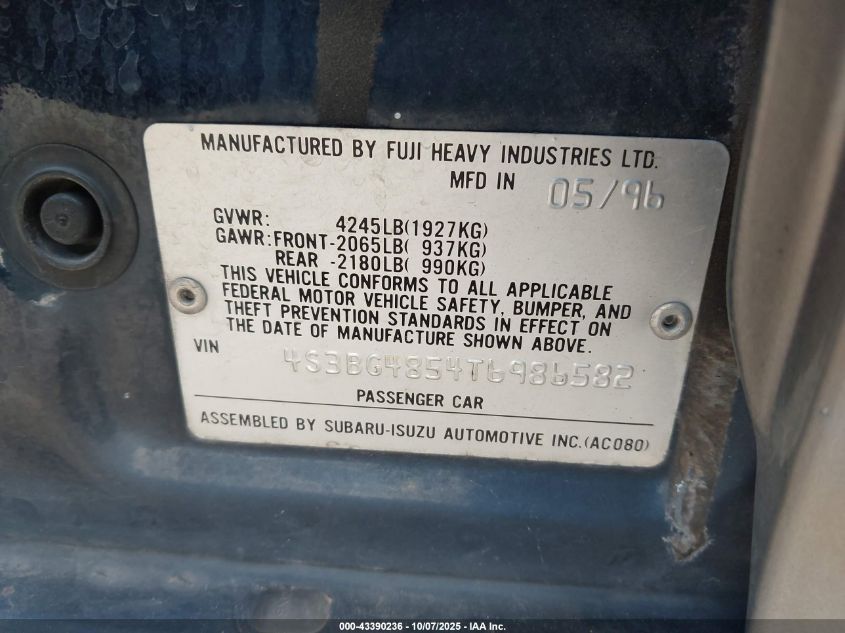 MANUFACTURED BY FUJI HEAVY INDUSTRIES LTD.
MFD IN 05/96
GVWR: 4245LB(1927KG)
GAWR:FRONT-2065LB( 937KG)
REAR -2180LB( 990KG)
THIS VEHICLE CONFORMS TO ALL APPLICABLE
FEDERAL MOTOR VEHICLE SAFETY, BUMPER, AND
THEFT PREVENTION STANDARDS IN EFFECT ON
THE DATE OF MANUFACTURE SHOWN ABOVE.
VIN 4S3BG4854T6986582
PASSENGER CAR
ASSEMBLED BY SUBARU-ISUZU AUTOMOTIVE INC.(AC080)
000-43390236 - 10/07/2025 - IAA Inc.